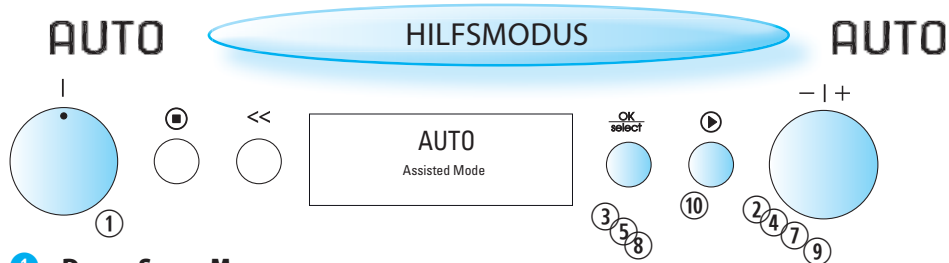 AUTO HILFSMODUS AUTO
<< OK select − | +
AUTO
Assisted Mode
① ③ ⑤ ⑧ ⑩ ② ④ ⑦ ⑨